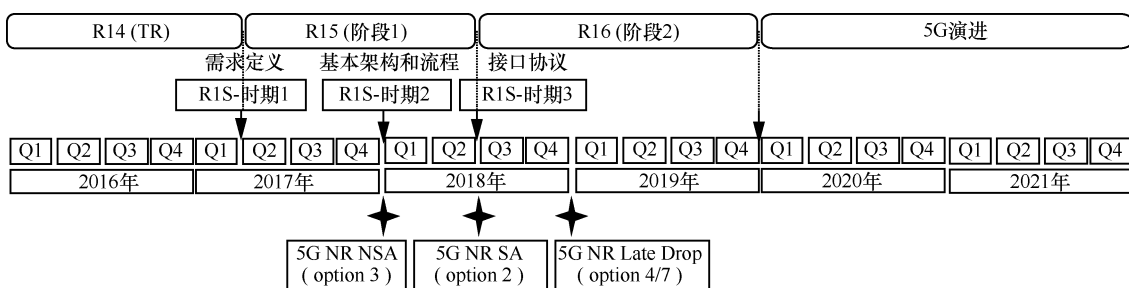 R14 (TR) R15 (阶段1) R16 (阶段2) 5G演进
需求定义 基本架构和流程 接口协议
R1S-时期1 R1S-时期2 R1S-时期3
Q1 Q2 Q3 Q4 Q1 Q2 Q3 Q4 Q1 Q2 Q3 Q4 Q1 Q2 Q3 Q4 Q1 Q2 Q3 Q4 Q1 Q2 Q3 Q4
2016年 2017年 2018年 2019年 2020年 2021年
5G NR NSA 5G NR SA 5G NR Late Drop
( option 3 ) ( option 2 ) ( option 4/7 )